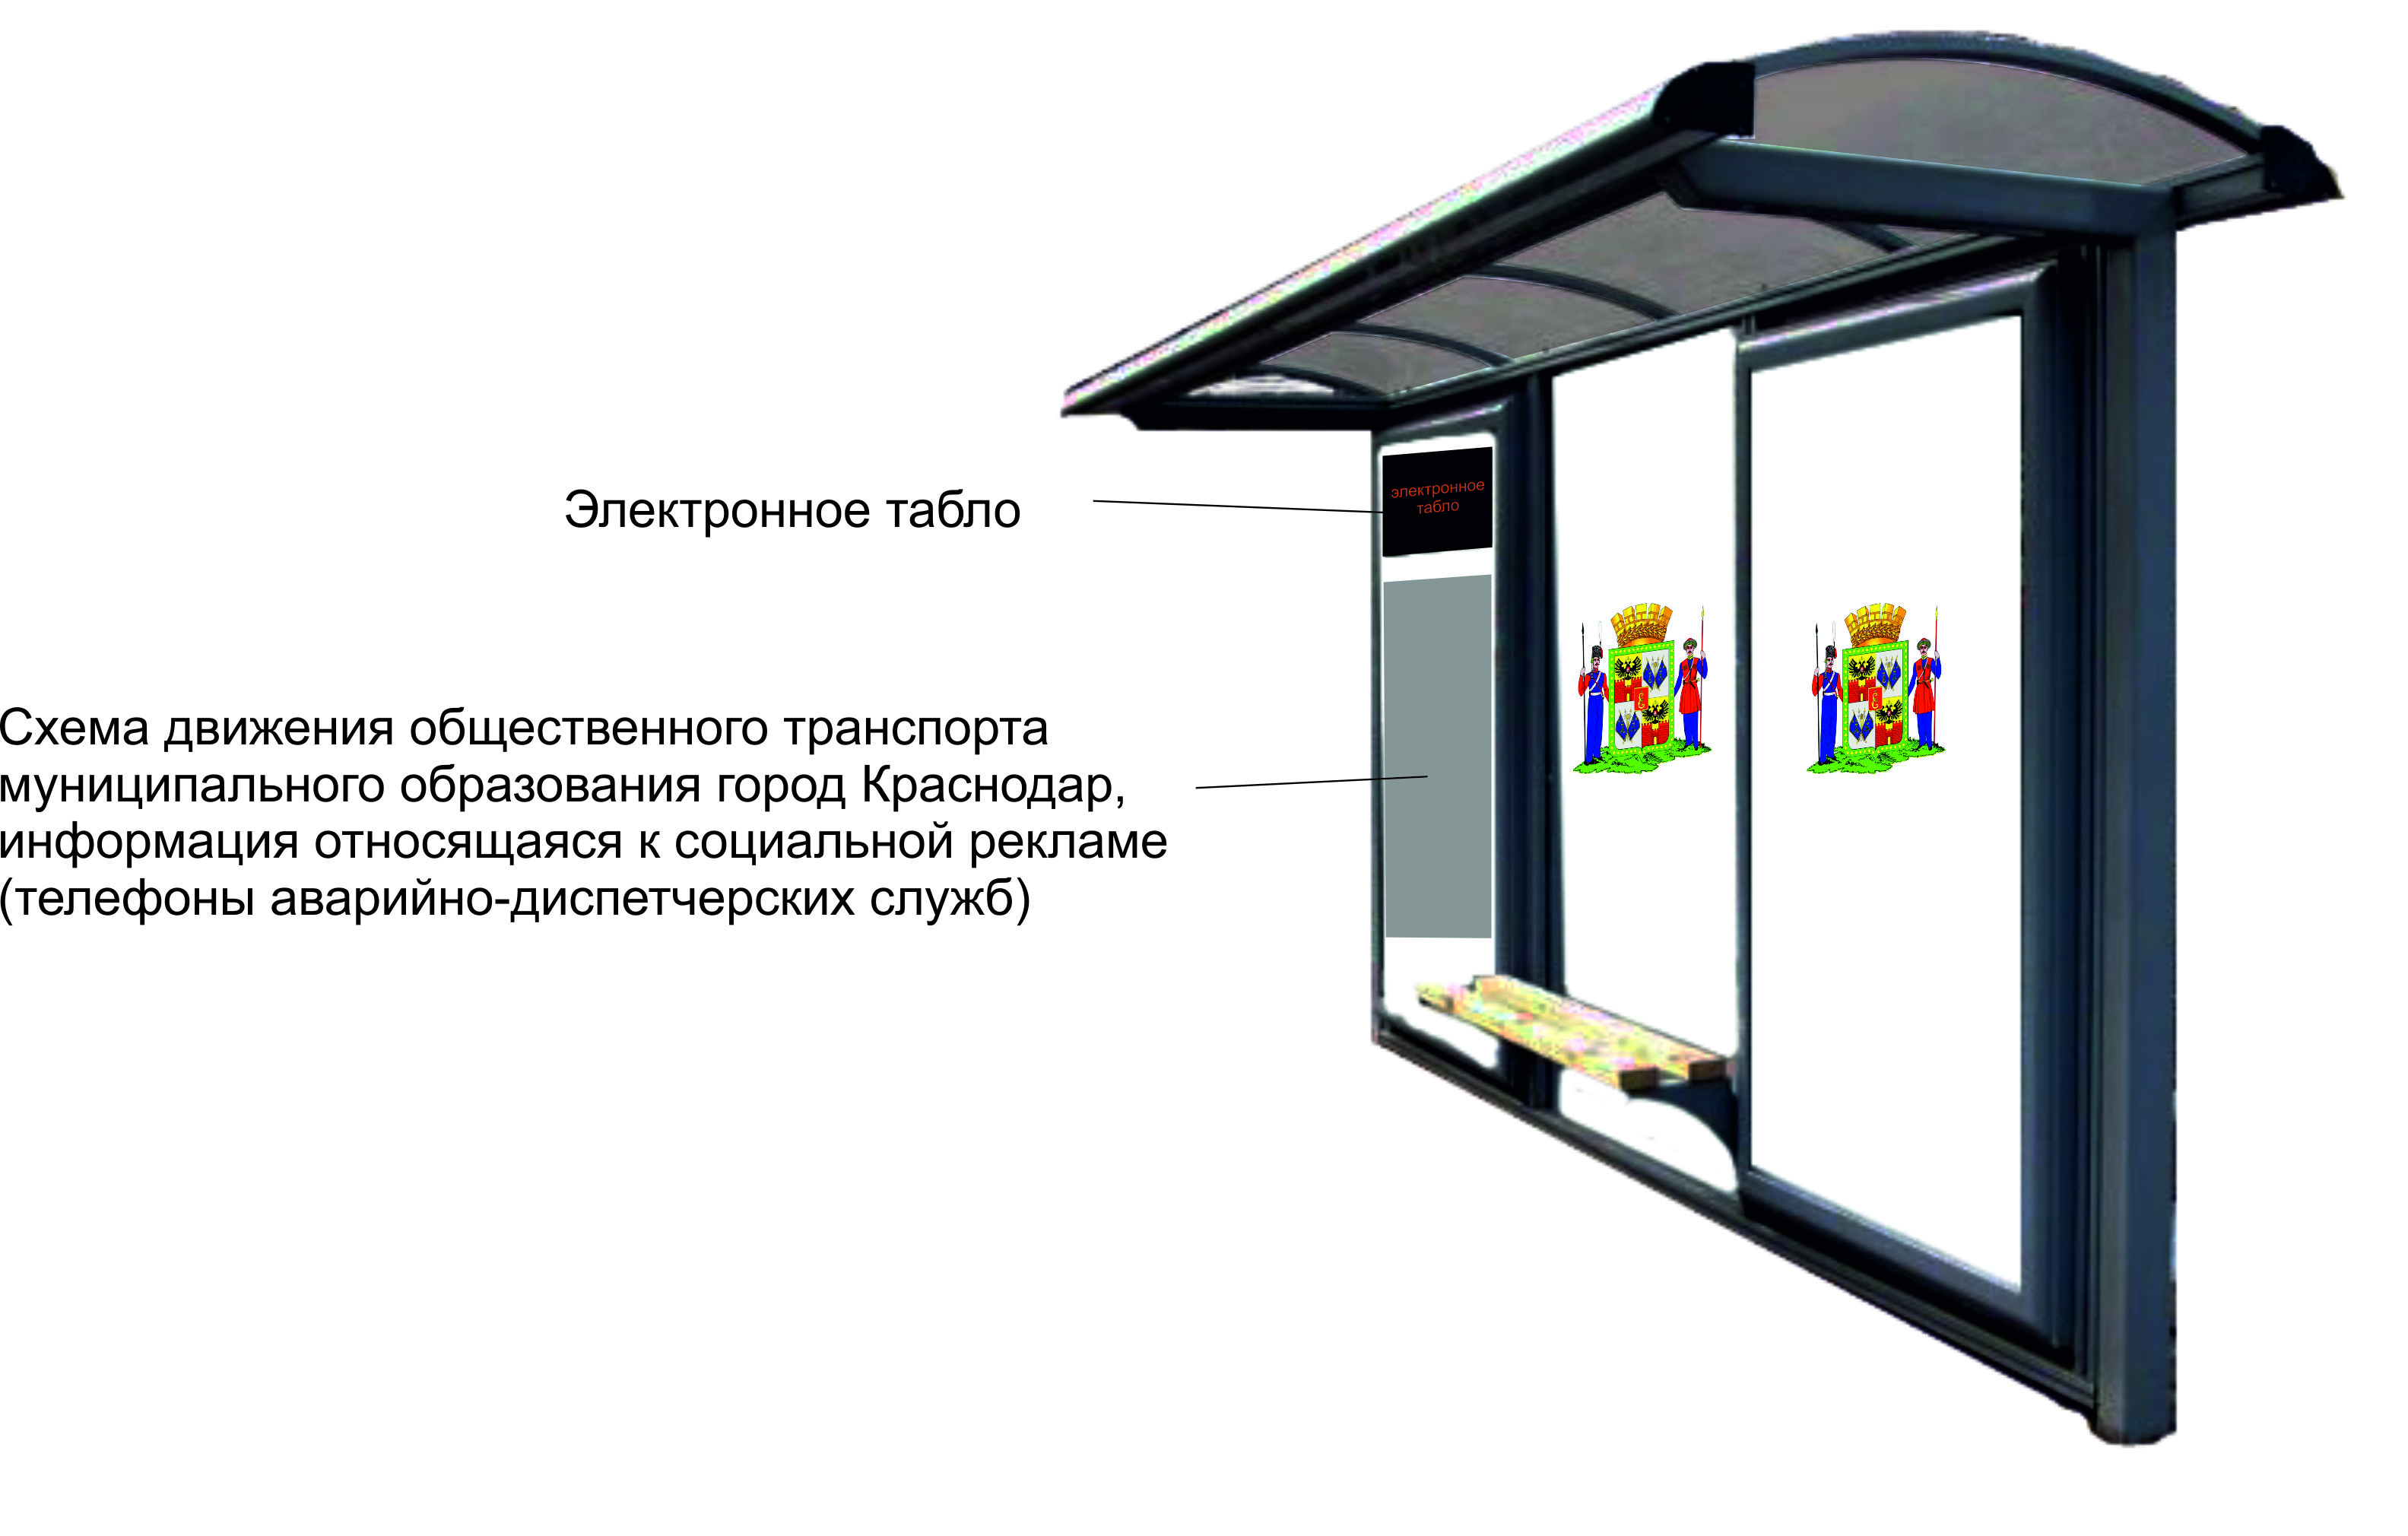 Электронное табло
электронное
табло
Схема движения общественного транспорта
муниципального образования город Краснодар,
информация относящаяся к социальной рекламе
(телефоны аварийно-диспетчерских служб)